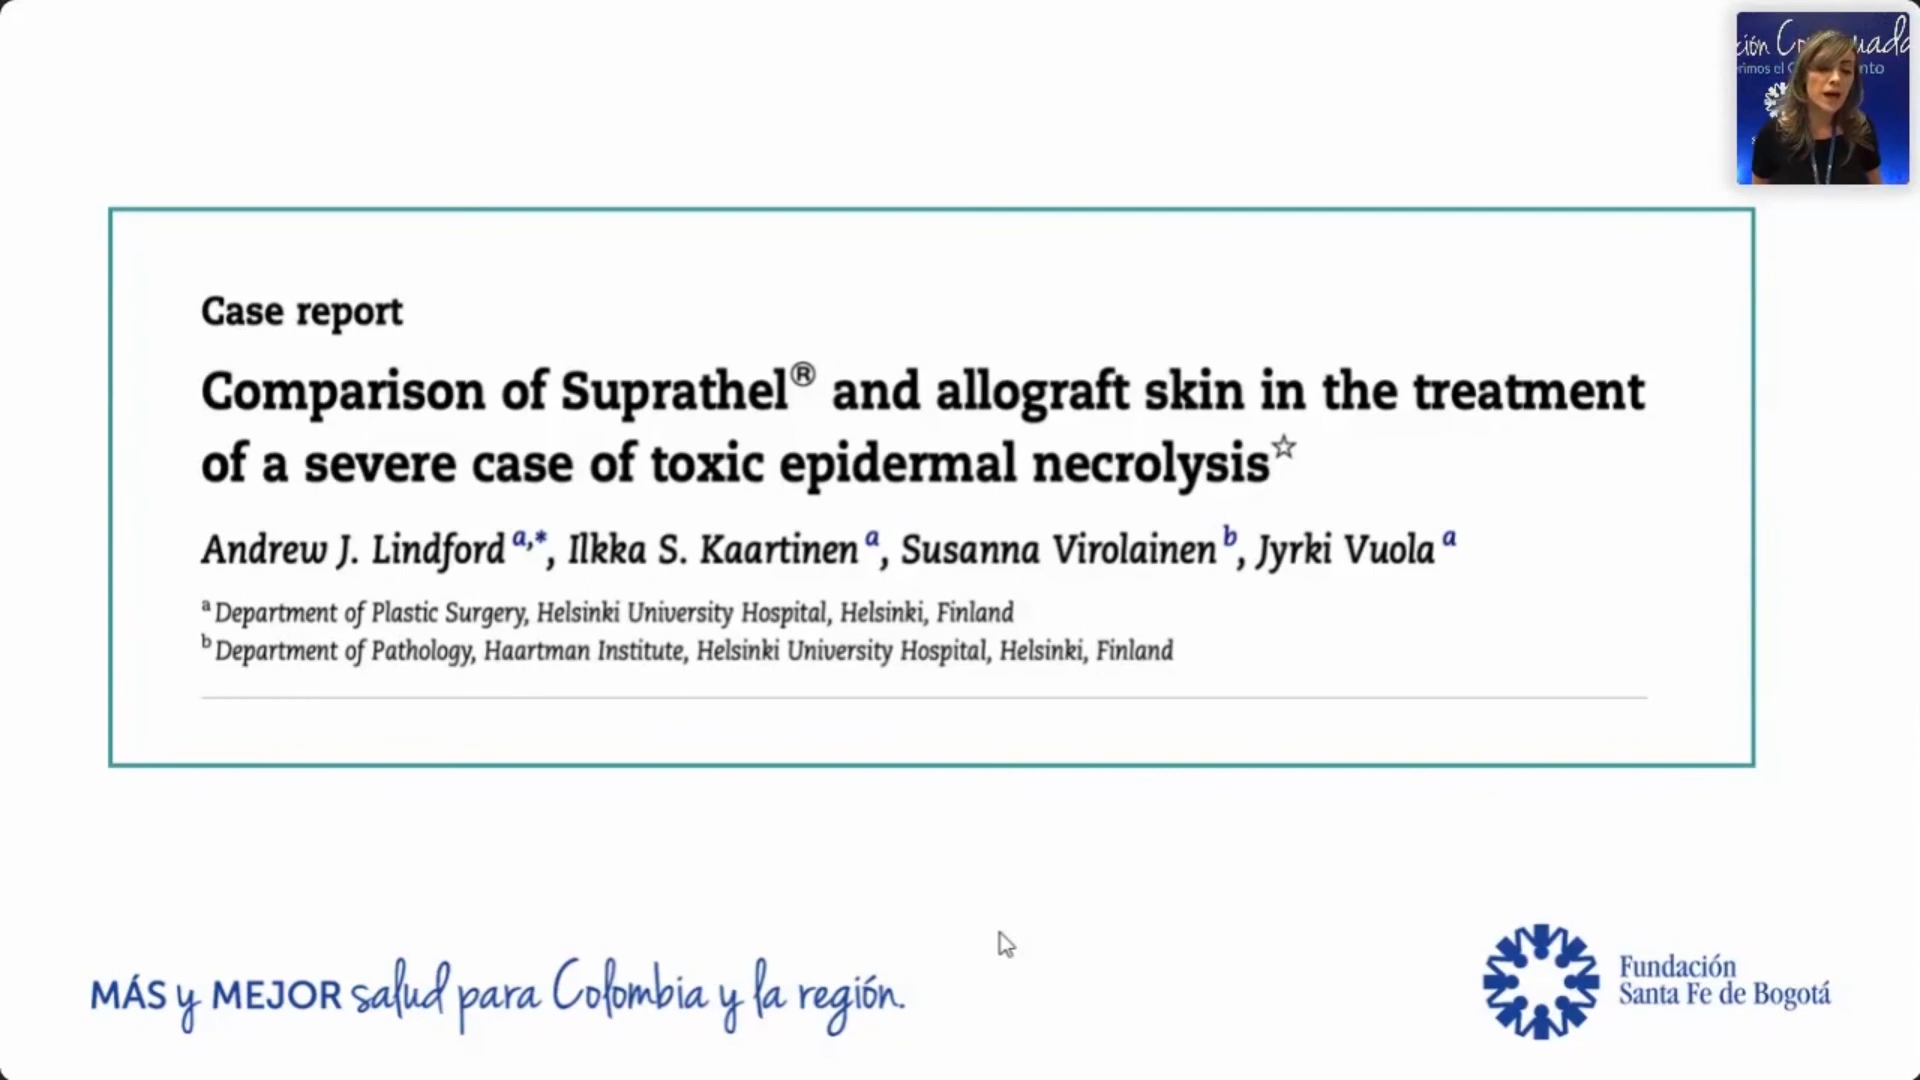 Case report
Comparison of Suprathel® and allograft skin in the treatment
of a severe case of toxic epidermal necrolysis☆
Andrew J. Lindford a,*, Ilkka S. Kaartinen a, Susanna Virolainen b, Jyrki Vuola a
a Department of Plastic Surgery, Helsinki University Hospital, Helsinki, Finland
b Department of Pathology, Haartman Institute, Helsinki University Hospital, Helsinki, Finland
MÁS y MEJOR salud para Colombia y la región.
Fundación
Santa Fe de Bogotá